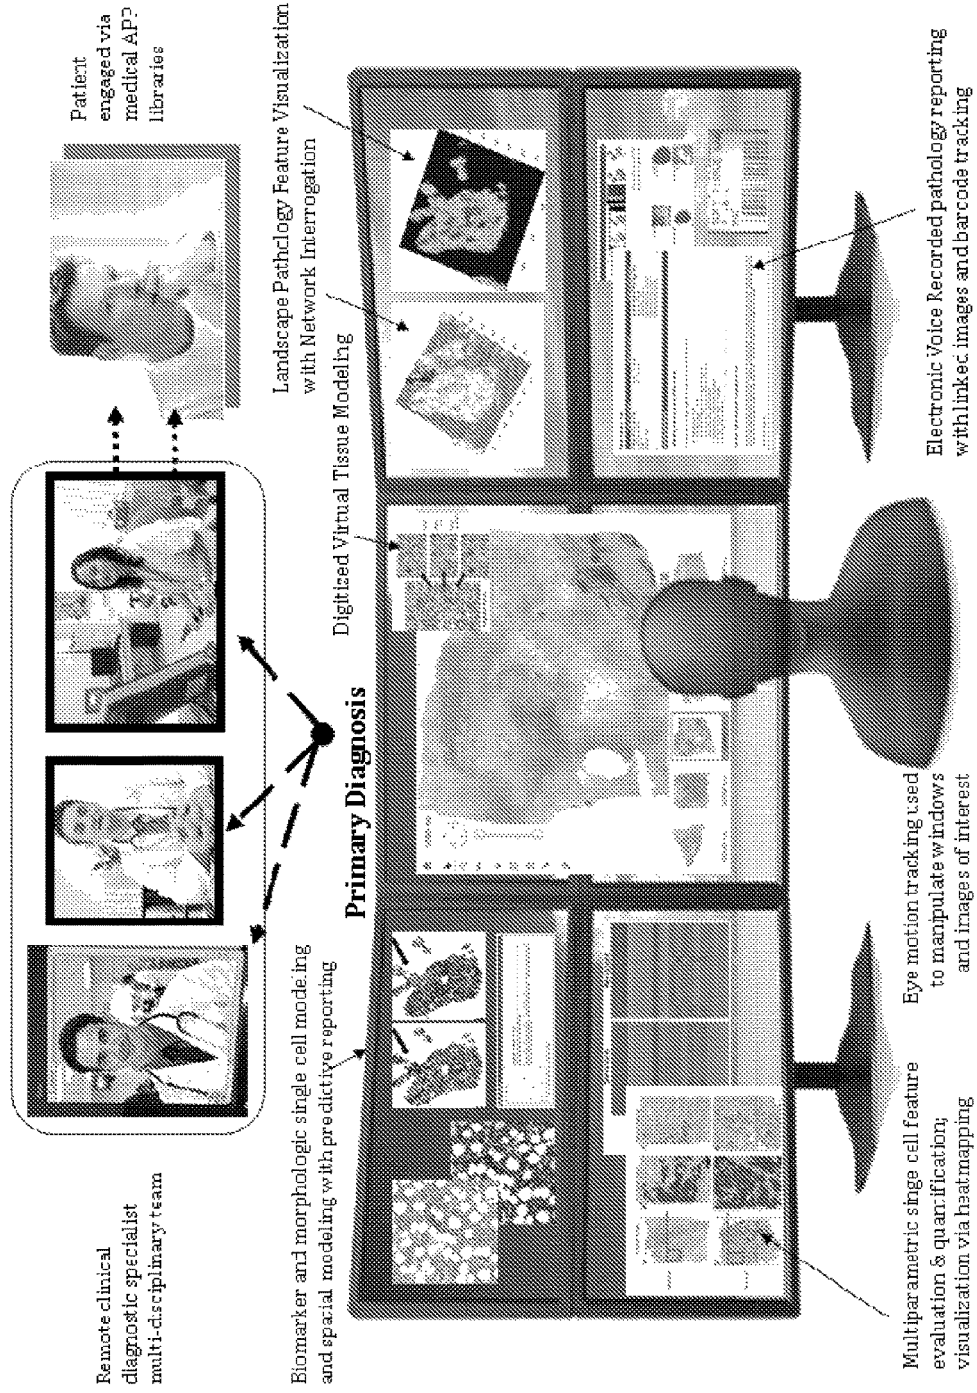 Remote clinical
diagnostic specialist
multi-disciplinary team
Patient
engaged via
medical APP
libraries
Primary Diagnosis
Biomarker and morphologic single cell modeling
and spatial modeling with predictive reporting
Digitized Virtual Tissue Modeling
Landscape Pathology Feature Visualization
with Network Interrogation
Multiparametric singe cell feature
evaluation & quantification;
visualization via heatmapping
Eye motion tracking used
to manipulate windows
and images of interest
Electronic Voice Recorded pathology reporting
with linked images and barcode tracking